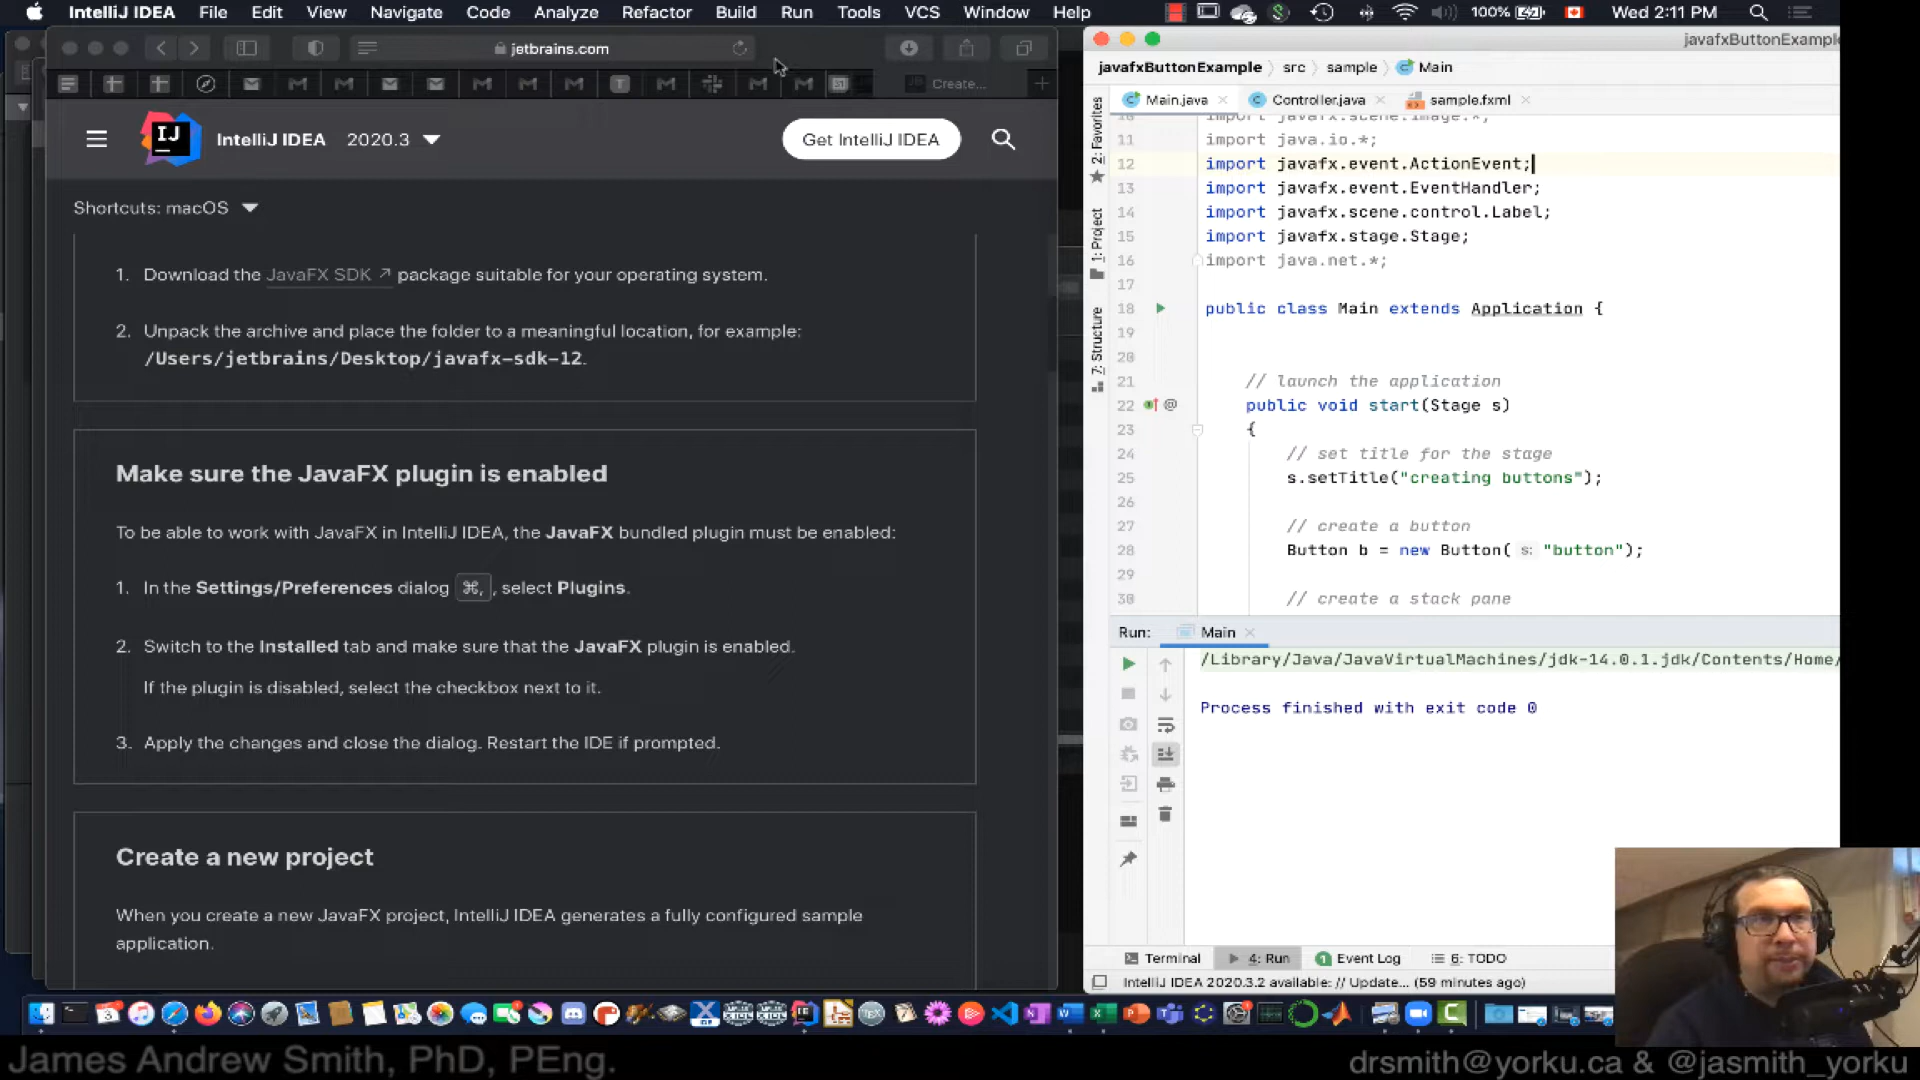 IntelliJ IDEA File Edit View Navigate Code Analyze Refactor Build Run Tools VCS Window Help 100% Wed 2:11 PM
jetbrains.com
Create...
IJ IntelliJ IDEA 2020.3 Get IntelliJ IDEA
Shortcuts: macOS
1. Download the JavaFX SDK ↗ package suitable for your operating system.
2. Unpack the archive and place the folder to a meaningful location, for example:
/Users/jetbrains/Desktop/javafx-sdk-12.
Make sure the JavaFX plugin is enabled
To be able to work with JavaFX in IntelliJ IDEA, the JavaFX bundled plugin must be enabled:
1. In the Settings/Preferences dialog ⌘, , select Plugins.
2. Switch to the Installed tab and make sure that the JavaFX plugin is enabled.
If the plugin is disabled, select the checkbox next to it.
3. Apply the changes and close the dialog. Restart the IDE if prompted.
Create a new project
When you create a new JavaFX project, IntelliJ IDEA generates a fully configured sample
application.
javafxButtonExample
javafxButtonExample src sample Main
Main.java Controller.java sample.fxml
2: Favorites
1: Project
7: Structure
10 import javafx.scene.image.*;
11 import java.io.*;
12 import javafx.event.ActionEvent;
13 import javafx.event.EventHandler;
14 import javafx.scene.control.Label;
15 import javafx.stage.Stage;
16 import java.net.*;
17
18 public class Main extends Application {
19
20
21 // launch the application
22 @ public void start(Stage s)
23 {
24 // set title for the stage
25 s.setTitle("creating buttons");
26
27 // create a button
28 Button b = new Button( s: "button");
29
30 // create a stack pane
Run: Main
/Library/Java/JavaVirtualMachines/jdk-14.0.1.jdk/Contents/Home/
Process finished with exit code 0
Terminal 4: Run 1 Event Log 6: TODO
IntelliJ IDEA 2020.3.2 available: // Update... (59 minutes ago)
James Andrew Smith, PhD, PEng.
drsmith@yorku.ca & @jasmith_yorku